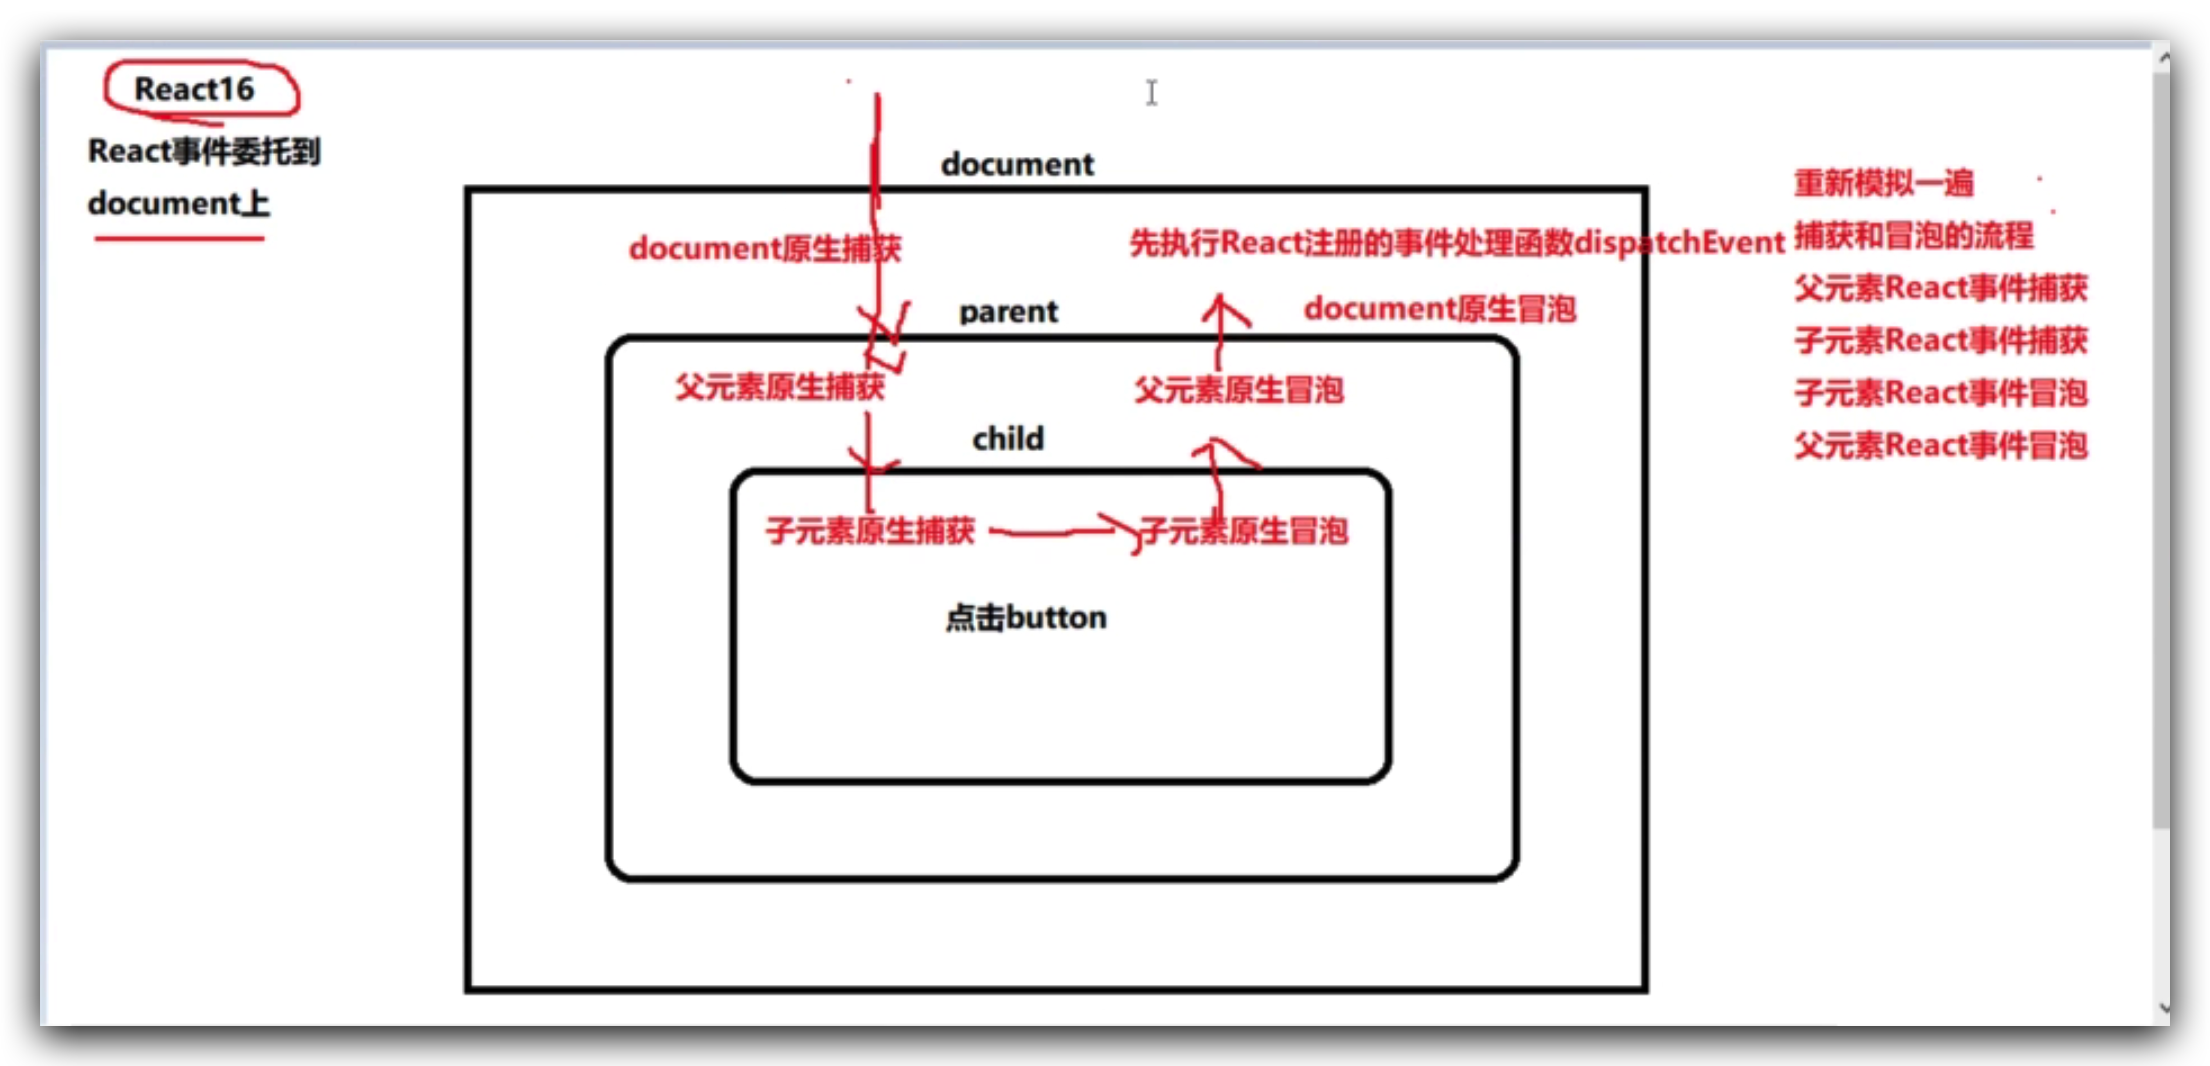 React16
React事件委托到
document上
document
document原生捕获
先执行React注册的事件处理函数dispatchEvent
document原生冒泡
parent
父元素原生捕获
父元素原生冒泡
child
子元素原生捕获
子元素原生冒泡
点击button
重新模拟一遍
捕获和冒泡的流程
父元素React事件捕获
子元素React事件捕获
子元素React事件冒泡
父元素React事件冒泡